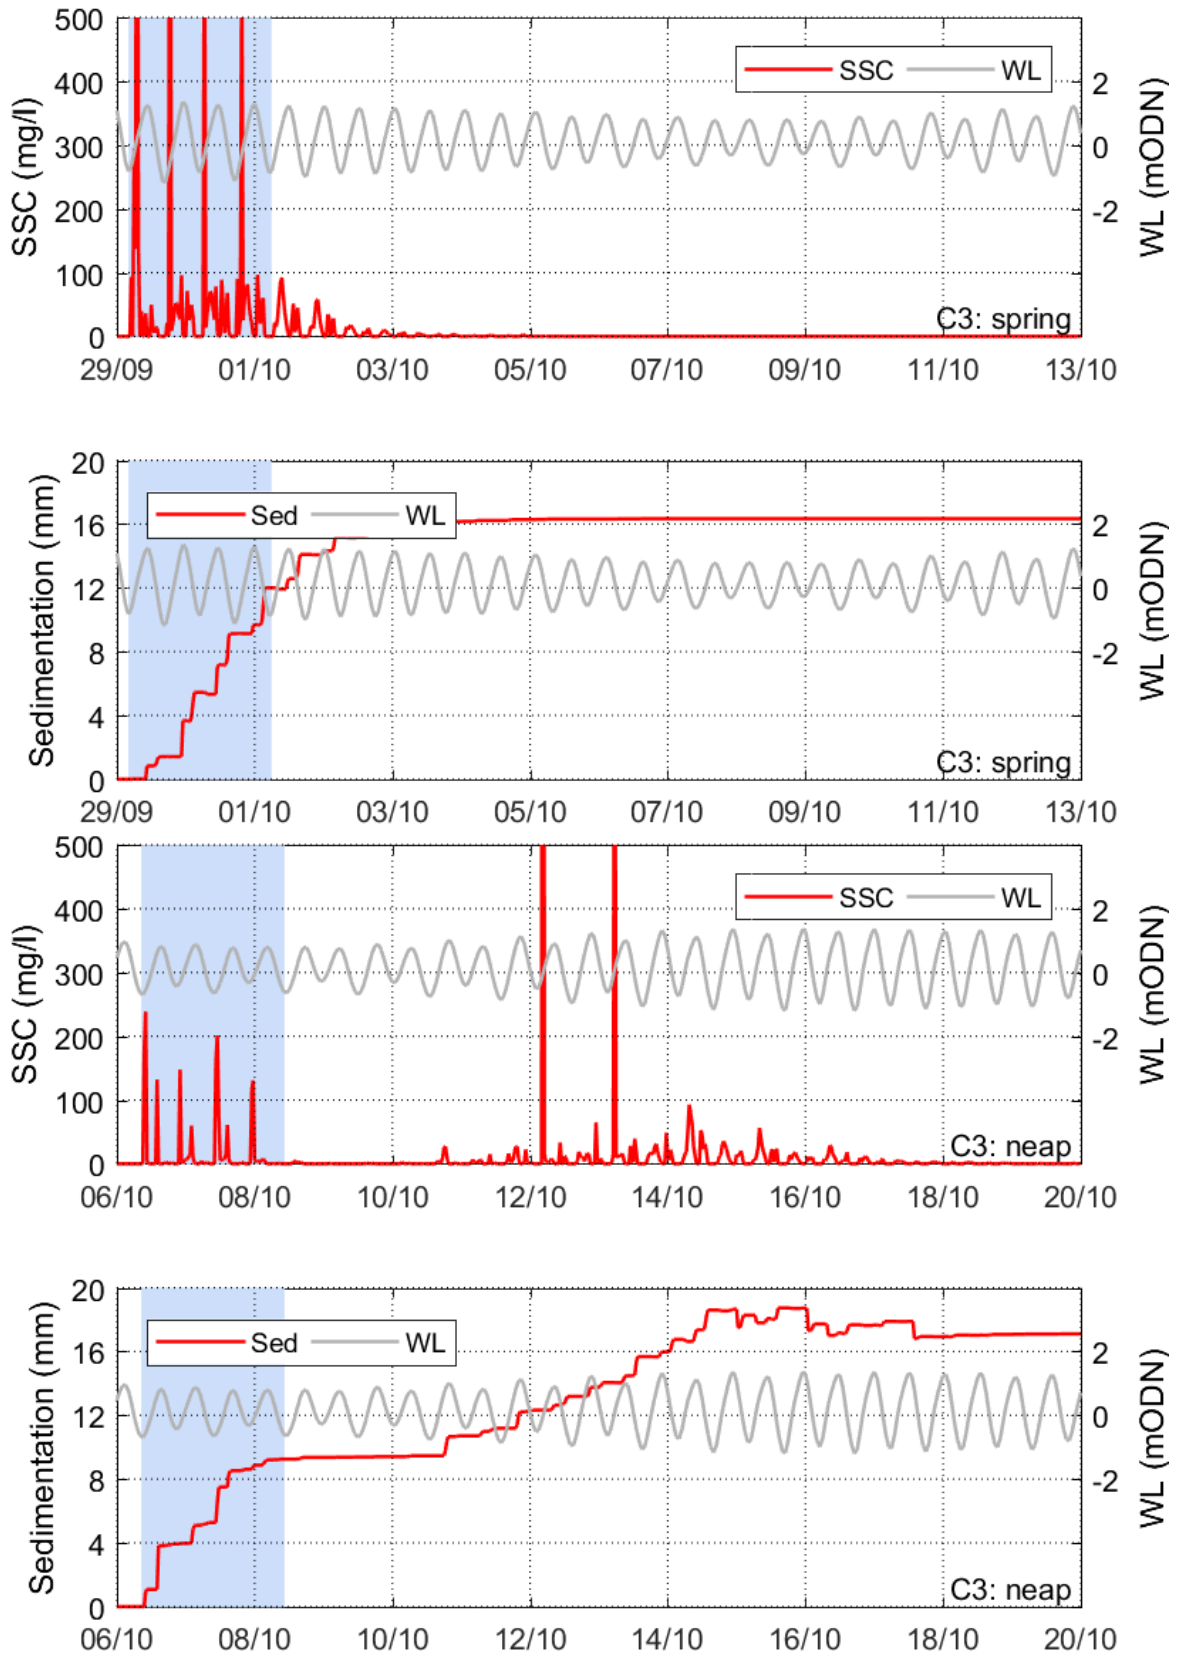 500
400
300
200
100
0
SSC (mg/l)
SSC WL
2
0
-2
WL (mODN)
C3: spring
29/09 01/10 03/10 05/10 07/10 09/10 11/10 13/10
20
16
12
8
4
0
Sedimentation (mm)
Sed WL
2
0
-2
WL (mODN)
C3: spring
29/09 01/10 03/10 05/10 07/10 09/10 11/10 13/10
500
400
300
200
100
0
SSC (mg/l)
SSC WL
2
0
-2
WL (mODN)
C3: neap
06/10 08/10 10/10 12/10 14/10 16/10 18/10 20/10
20
16
12
8
4
0
Sedimentation (mm)
Sed WL
2
0
-2
WL (mODN)
C3: neap
06/10 08/10 10/10 12/10 14/10 16/10 18/10 20/10